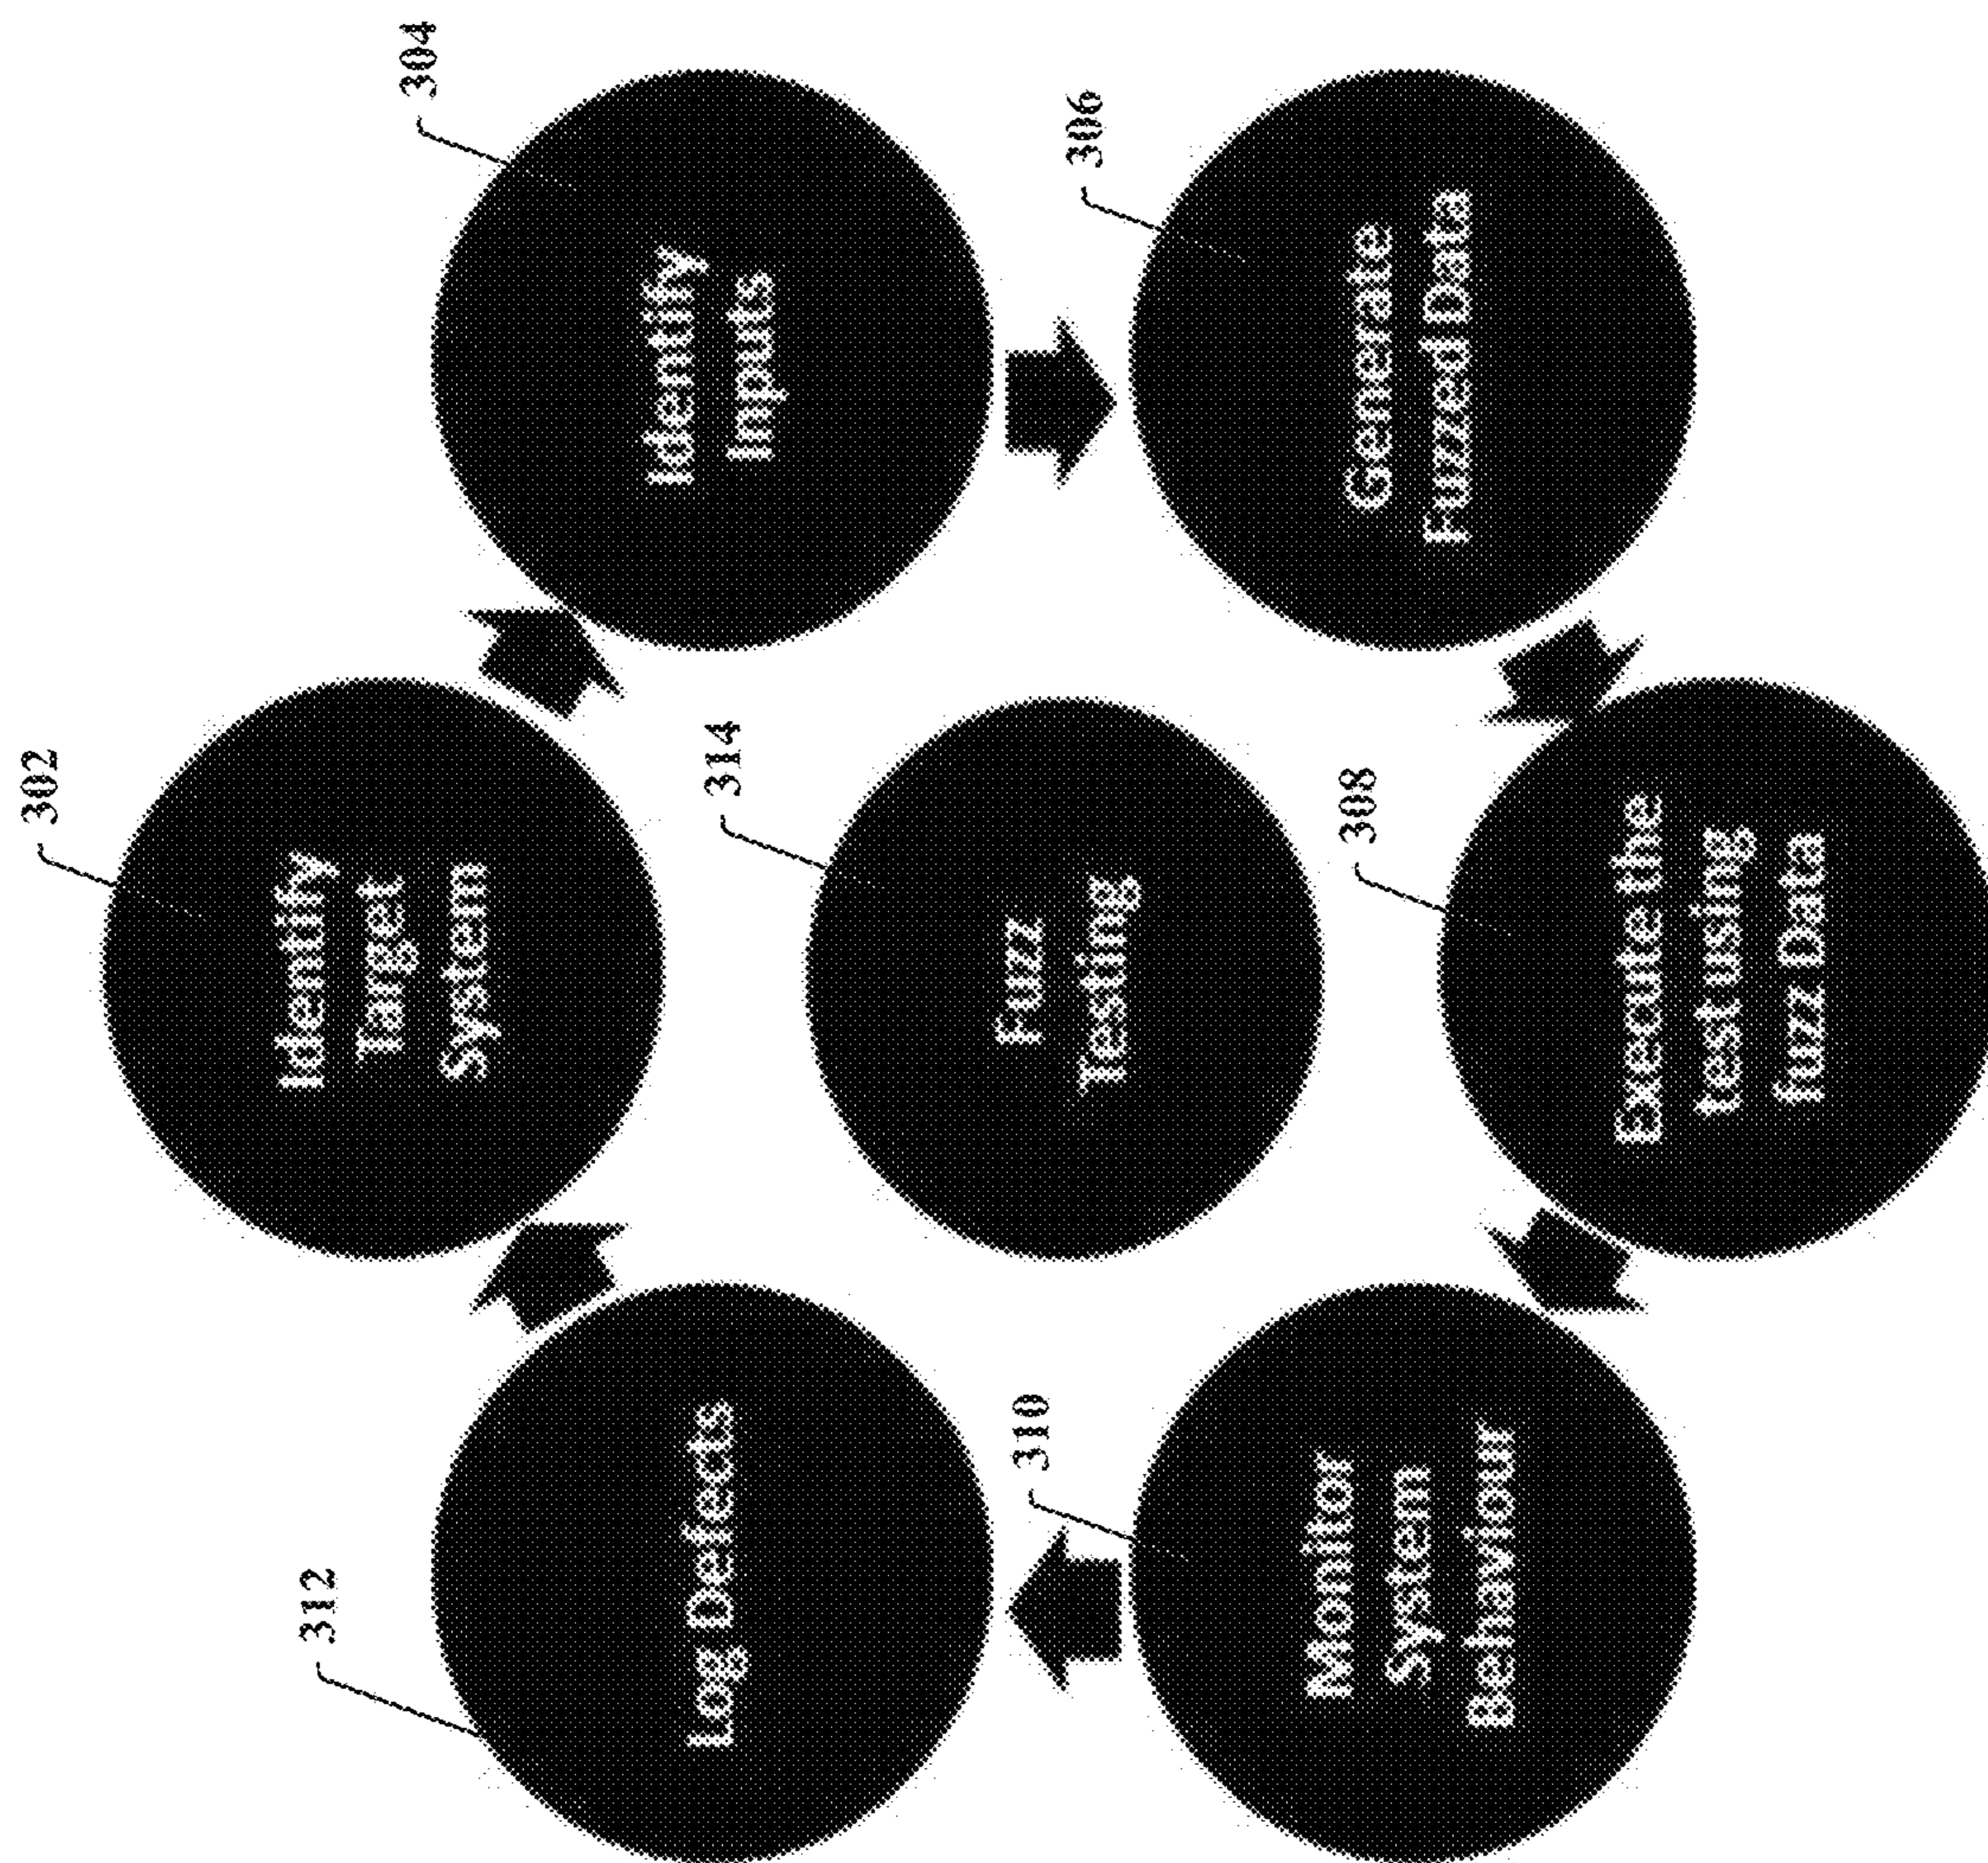 302
Identify
Target
System
304
Identify
Inputs
306
Generate
Fuzzed Data
308
Execute the
test using
fuzz Data
310
Monitor
System
Behaviour
312
Log Defects
314
Fuzz
Testing